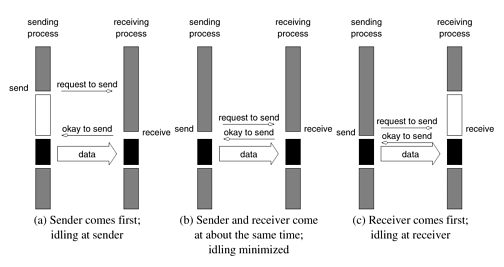 sending process
receiving process
send
request to send
okay to send
receive
data
(a) Sender comes first;
idling at sender
sending process
receiving process
request to send
send
okay to send
receive
data
(b) Sender and receiver come
at about the same time;
idling minimized
sending process
receiving process
request to send
send
okay to send
receive
data
(c) Receiver comes first;
idling at receiver